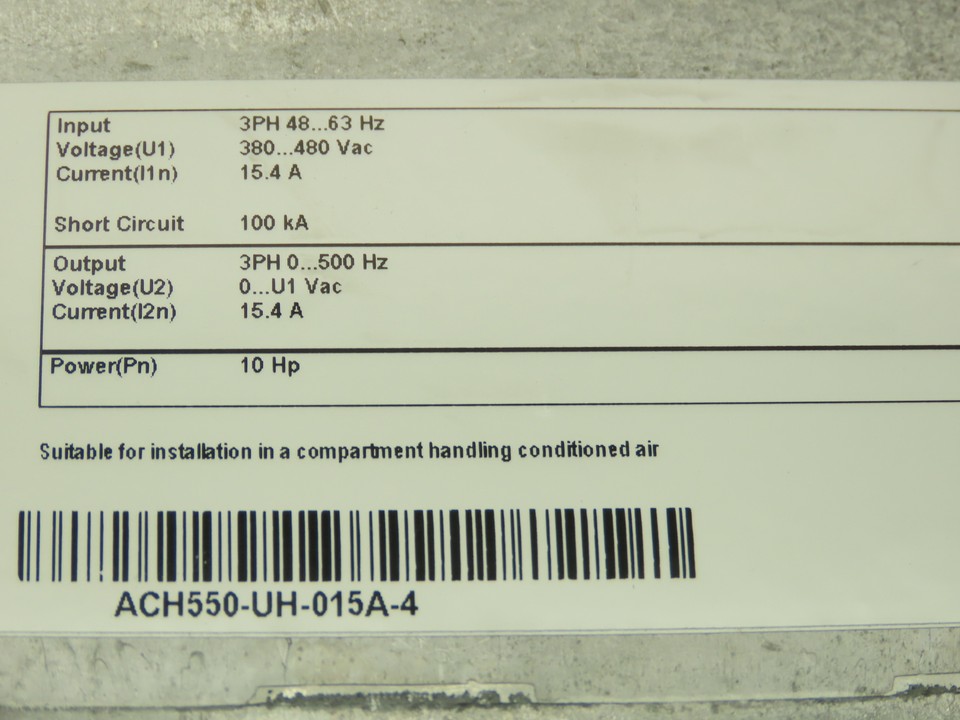 Input 3PH 48...63 Hz
Voltage(U1) 380...480 Vac
Current(I1n) 15.4 A
Short Circuit 100 kA
Output 3PH 0...500 Hz
Voltage(U2) 0...U1 Vac
Current(I2n) 15.4 A
Power(Pn) 10 Hp
Suitable for installation in a compartment handling conditioned air
ACH550-UH-015A-4